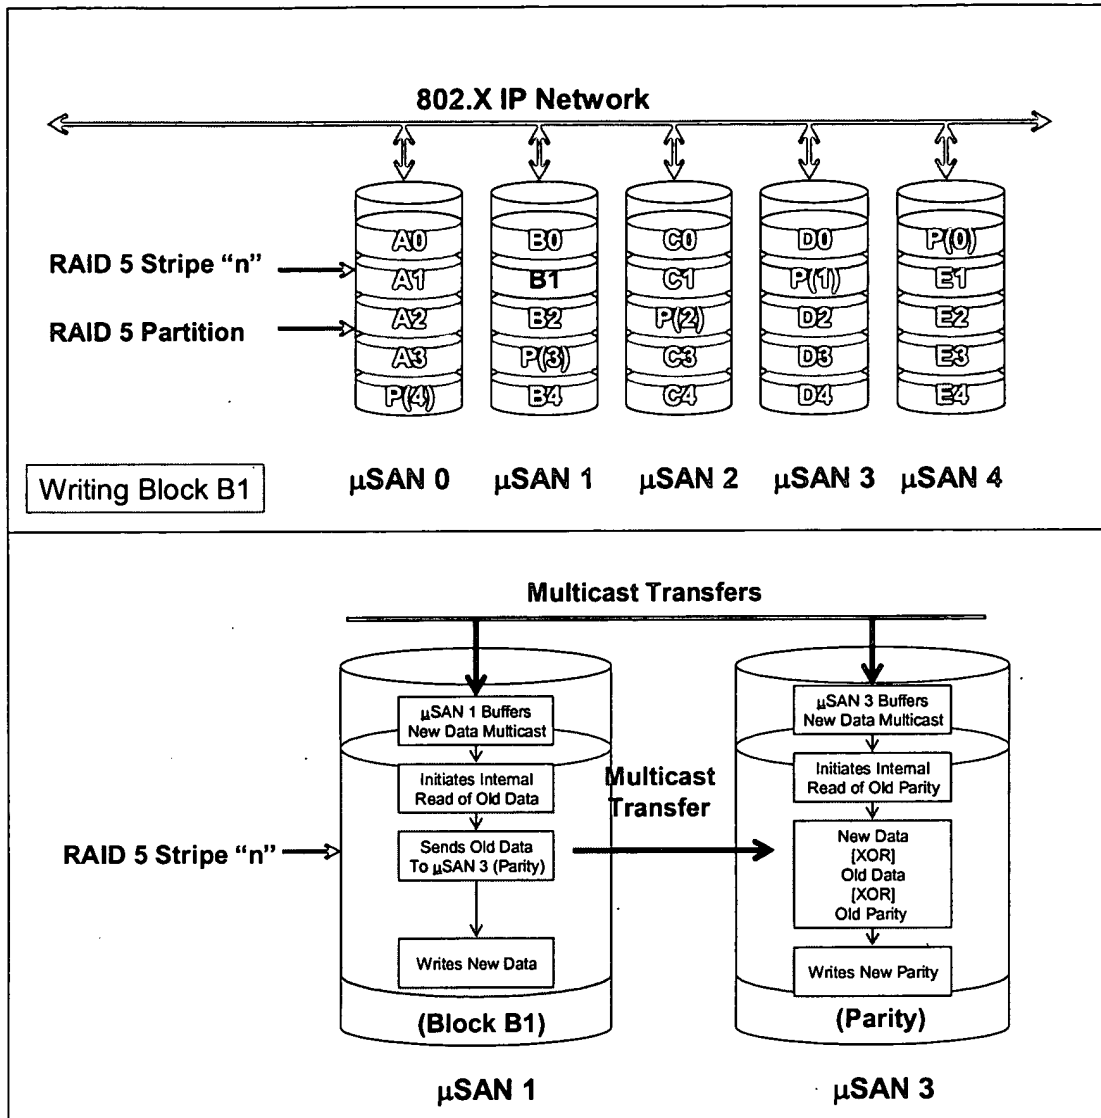 802.X IP Network
A0 B0 C0 D0 P(0)
RAID 5 Stripe “n”
A1 B1 C1 P(1) E1
A2 B2 P(2) D2 E2
RAID 5 Partition
A3 P(3) C3 D3 E3
P(4) B4 C4 D4 E4
μSAN 0 μSAN 1 μSAN 2 μSAN 3 μSAN 4
Writing Block B1
Multicast Transfers
μSAN 1 Buffers
New Data Multicast
Initiates Internal
Read of Old Data
Sends Old Data
To μSAN 3 (Parity)
Writes New Data
(Block B1)
μSAN 1
Multicast
Transfer
RAID 5 Stripe “n”
μSAN 3 Buffers
New Data Multicast
Initiates Internal
Read of Old Parity
New Data
[XOR]
Old Data
[XOR]
Old Parity
Writes New Parity
(Parity)
μSAN 3